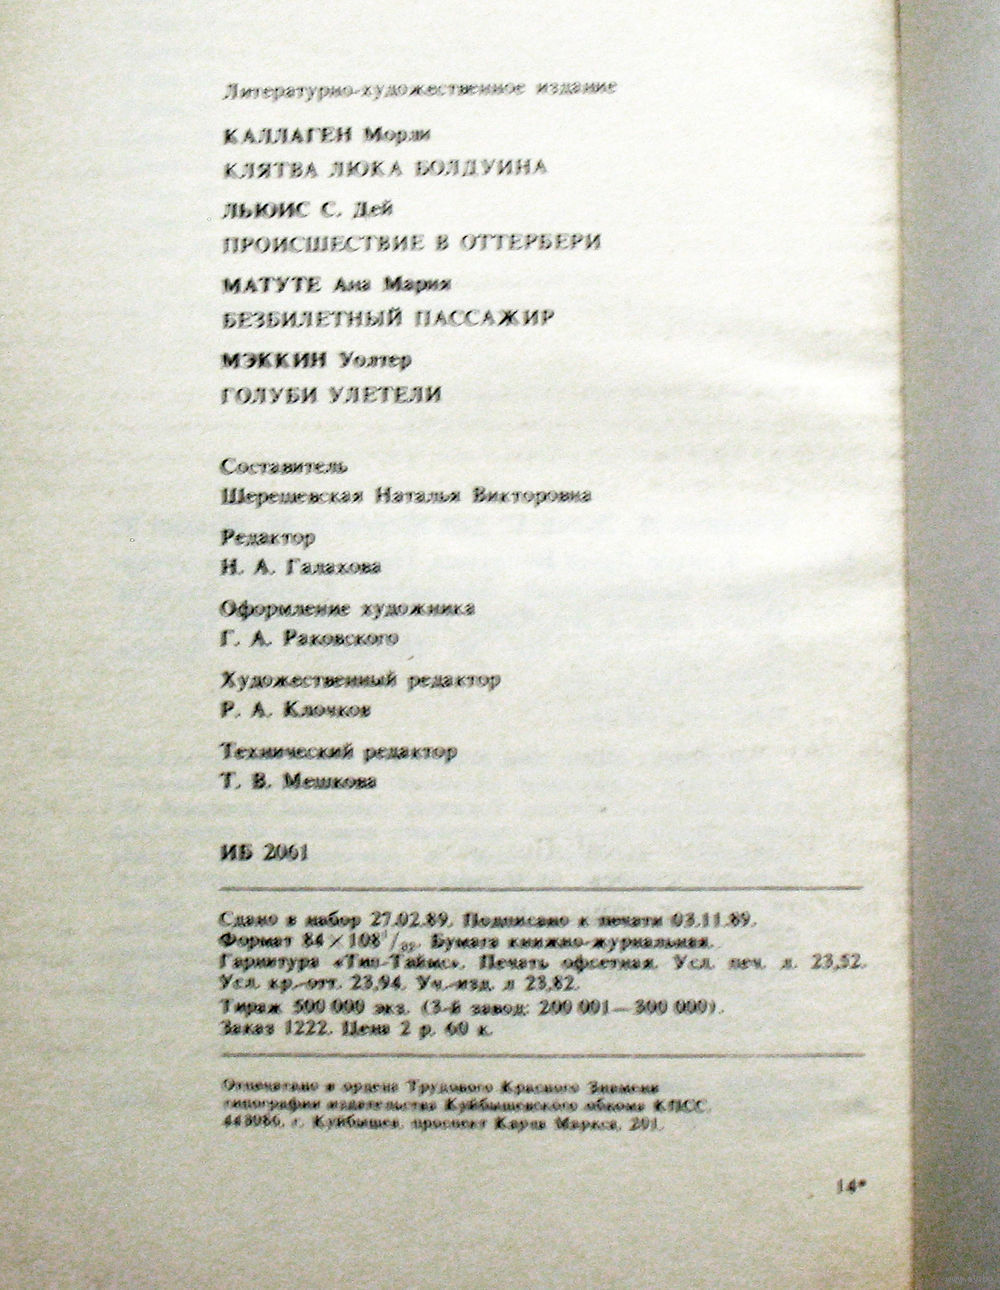 Литературно-художественное издание
КАЛЛАГЕН Морли
КЛЯТВА ЛЮКА БОЛДУИНА
ЛЬЮИС С. Дей
ПРОИСШЕСТВИЕ В ОТТЕРБЕРИ
МАТУТЕ Ана Мария
БЕЗБИЛЕТНЫЙ ПАССАЖИР
МЭККИН Уолтер
ГОЛУБИ УЛЕТЕЛИ
Составитель
Шерешевская Наталья Викторовна
Редактор
Н. А. Галахова
Оформление художника
Г. А. Раковского
Художественный редактор
Р. А. Клочков
Технический редактор
Т. В. Мешкова
ИБ 2061
Сдано в набор 27.02.89. Подписано к печати 03.11.89.
Формат 84×108 1/32. Бумага книжно-журнальная.
Гарнитура «Тип-Таймс». Печать офсетная. Усл. печ. л. 23,52.
Усл. кр.-отт. 23,94. Уч.-изд. л 23,82.
Тираж 500 000 экз. (3-й завод: 200 001—300 000).
Заказ 1222. Цена 2 р. 60 к.
Отпечатано в ордена Трудового Красного Знамени
типографии издательства Куйбышевского обкома КПСС.
443086, г. Куйбышев, проспект Карла Маркса, 201.
14*